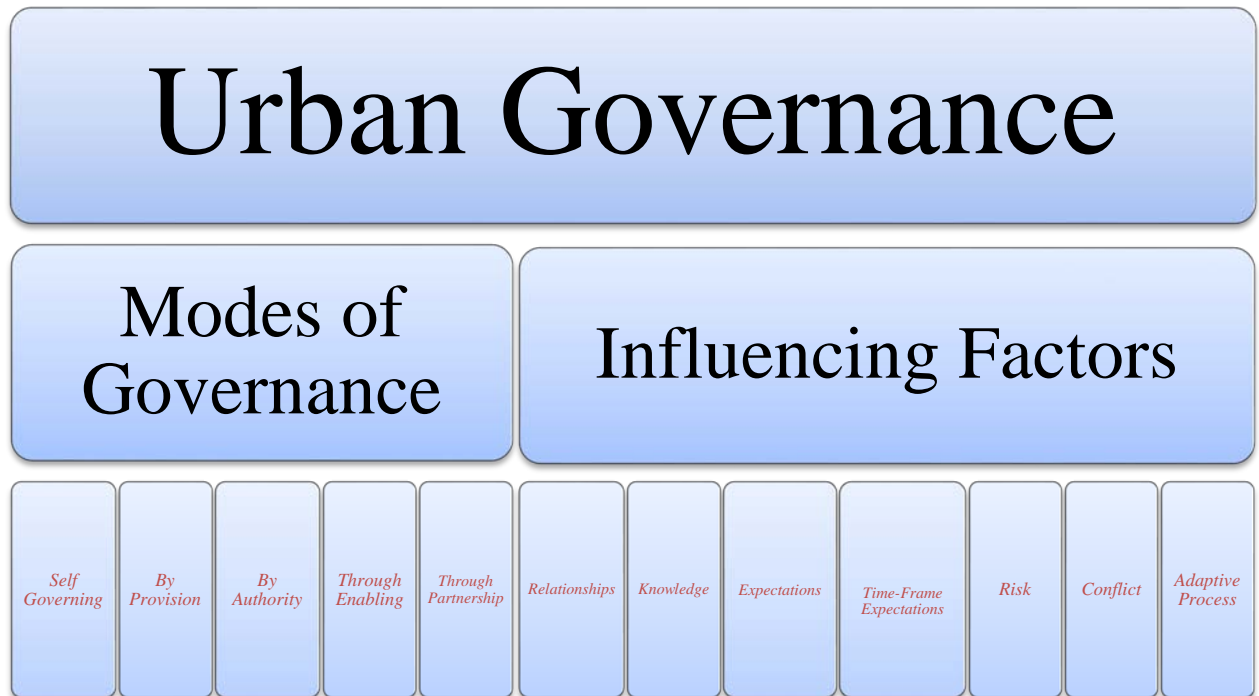 Urban Governance
Modes of
Governance
Influencing Factors
Self
Governing
By
Provision
By
Authority
Through
Enabling
Through
Partnership
Relationships
Knowledge
Expectations
Time-Frame
Expectations
Risk
Conflict
Adaptive
Process